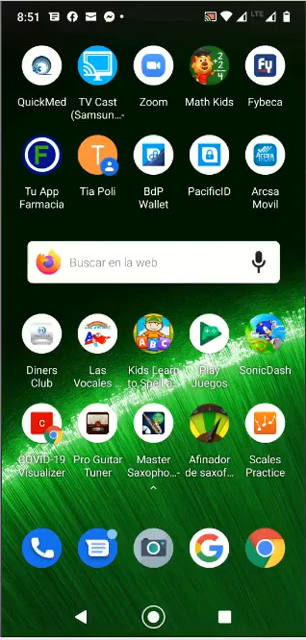 8:51
LTE
QuickMed
TV Cast
(Samsun...
Zoom
Math Kids
Fybeca
Tu App
Farmacia
Tia Poli
BdP
Wallet
PacificID
Arcsa
Movil
Buscar en la web
Diners
Club
Las
Vocales ...
Kids Learn
to Spell a...
Play
Juegos
SonicDash
COVID-19
Visualizer
Pro Guitar
Tuner
Master
Saxopho...
Afinador
de saxof...
Scales
Practice